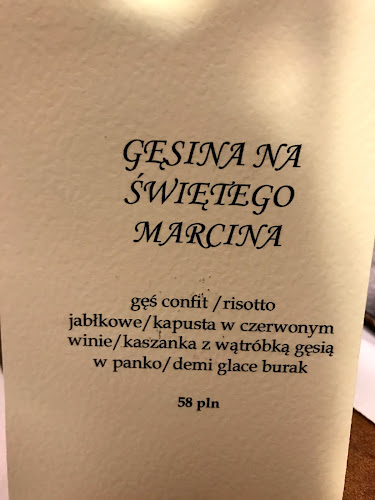 GĘSINA NA
ŚWIĘTEGO
MARCINA
gęś confit /risotto
jabłkowe/kapusta w czerwonym
winie/kaszanka z wątróbką gęsią
w panko/demi glace burak
58 pln